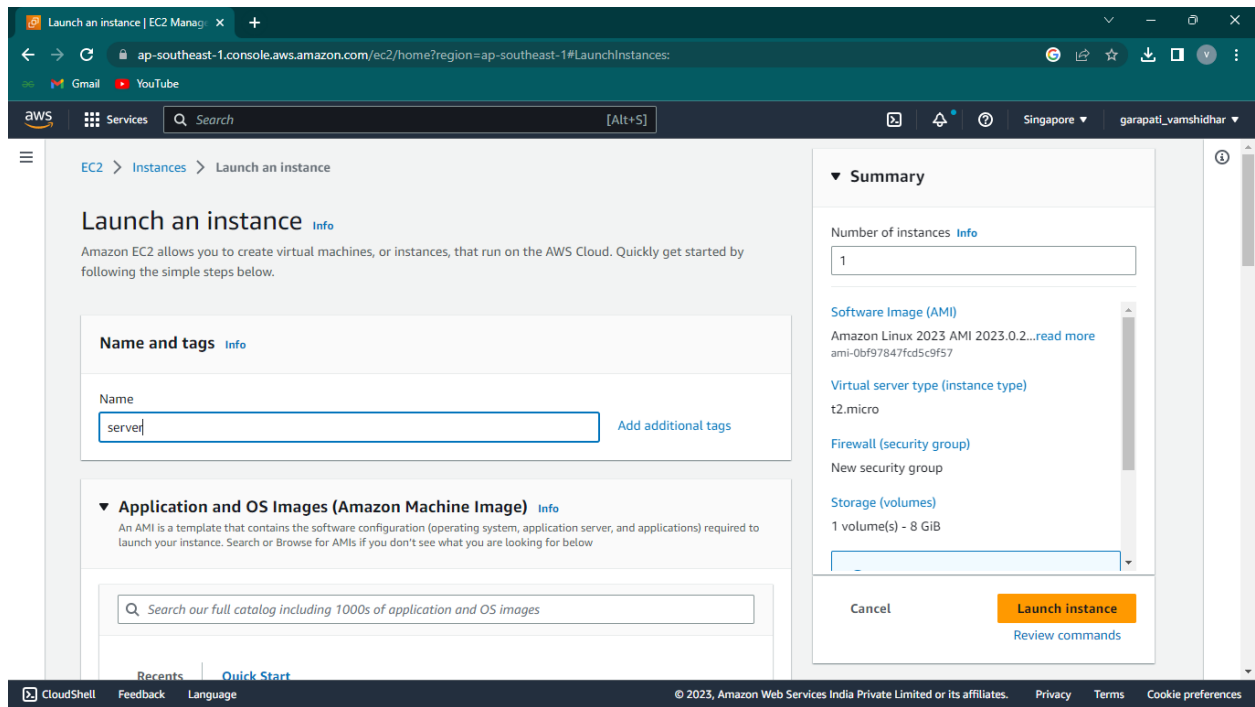 Launch an instance | EC2 Manag
ap-southeast-1.console.aws.amazon.com/ec2/home?region=ap-southeast-1#LaunchInstances:
V
Gmail
YouTube
aws
Services
Search
[Alt+S]
Singapore
garapati_vamshidhar
EC2
Instances
Launch an instance
Launch an instance Info
Amazon EC2 allows you to create virtual machines, or instances, that run on the AWS Cloud. Quickly get started by
following the simple steps below.
Name and tags Info
Name
server
Add additional tags
Application and OS Images (Amazon Machine Image) Info
An AMI is a template that contains the software configuration (operating system, application server, and applications) required to
launch your instance. Search or Browse for AMIs if you don't see what you are looking for below
Search our full catalog including 1000s of application and OS images
Recents
Quick Start
Summary
Number of instances Info
1
Software Image (AMI)
Amazon Linux 2023 AMI 2023.0.2...read more
ami-0bf97847fcd5c9f57
Virtual server type (instance type)
t2.micro
Firewall (security group)
New security group
Storage (volumes)
1 volume(s) - 8 GiB
Cancel
Launch instance
Review commands
CloudShell
Feedback
Language
© 2023, Amazon Web Services India Private Limited or its affiliates.
Privacy
Terms
Cookie preferences